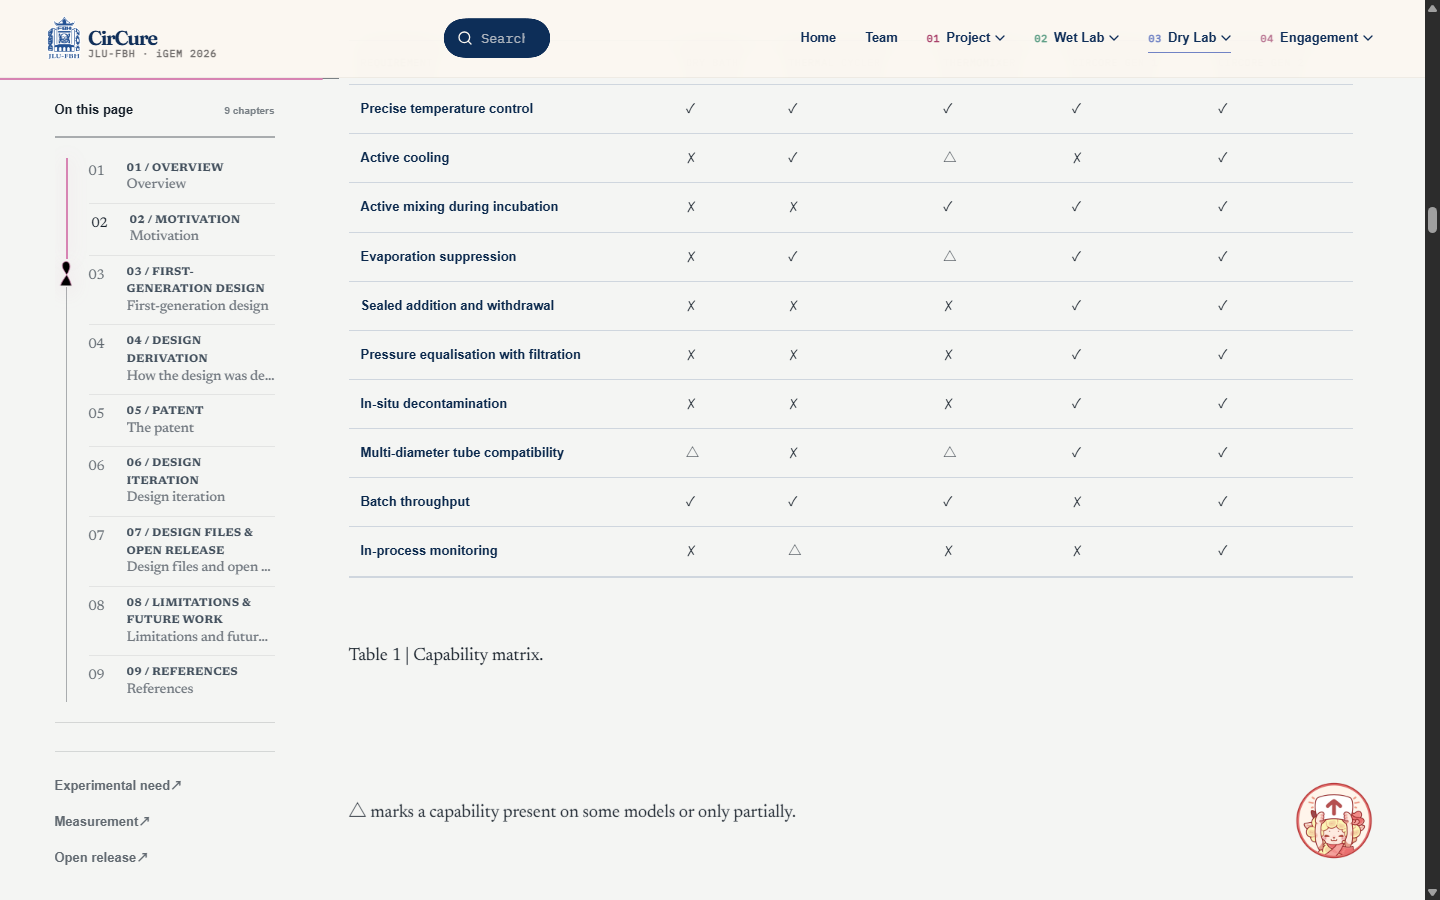 JLU-FBH
CirCure
JLU-FBH · iGEM 2026
Search
Home
Team
01 Project
02 Wet Lab
03 Dry Lab
04 Engagement
On this page
9 chapters
01
01 / OVERVIEW
Overview
02
02 / MOTIVATION
Motivation
03
03 / FIRST-
GENERATION DESIGN
First-generation design
04
04 / DESIGN
DERIVATION
How the design was de...
05
05 / PATENT
The patent
06
06 / DESIGN
ITERATION
Design iteration
07
07 / DESIGN FILES &
OPEN RELEASE
Design files and open ...
08
08 / LIMITATIONS &
FUTURE WORK
Limitations and futur...
09
09 / REFERENCES
References
Experimental need↗
Measurement↗
Open release↗
Precise temperature control ✓ ✓ ✓ ✓ ✓
Active cooling ✗ ✓ △ ✗ ✓
Active mixing during incubation ✗ ✗ ✓ ✓ ✓
Evaporation suppression ✗ ✓ △ ✓ ✓
Sealed addition and withdrawal ✗ ✗ ✗ ✓ ✓
Pressure equalisation with filtration ✗ ✗ ✗ ✓ ✓
In-situ decontamination ✗ ✗ ✗ ✓ ✓
Multi-diameter tube compatibility △ ✗ △ ✓ ✓
Batch throughput ✓ ✓ ✓ ✗ ✓
In-process monitoring ✗ △ ✗ ✗ ✓
Table 1 | Capability matrix.
△ marks a capability present on some models or only partially.